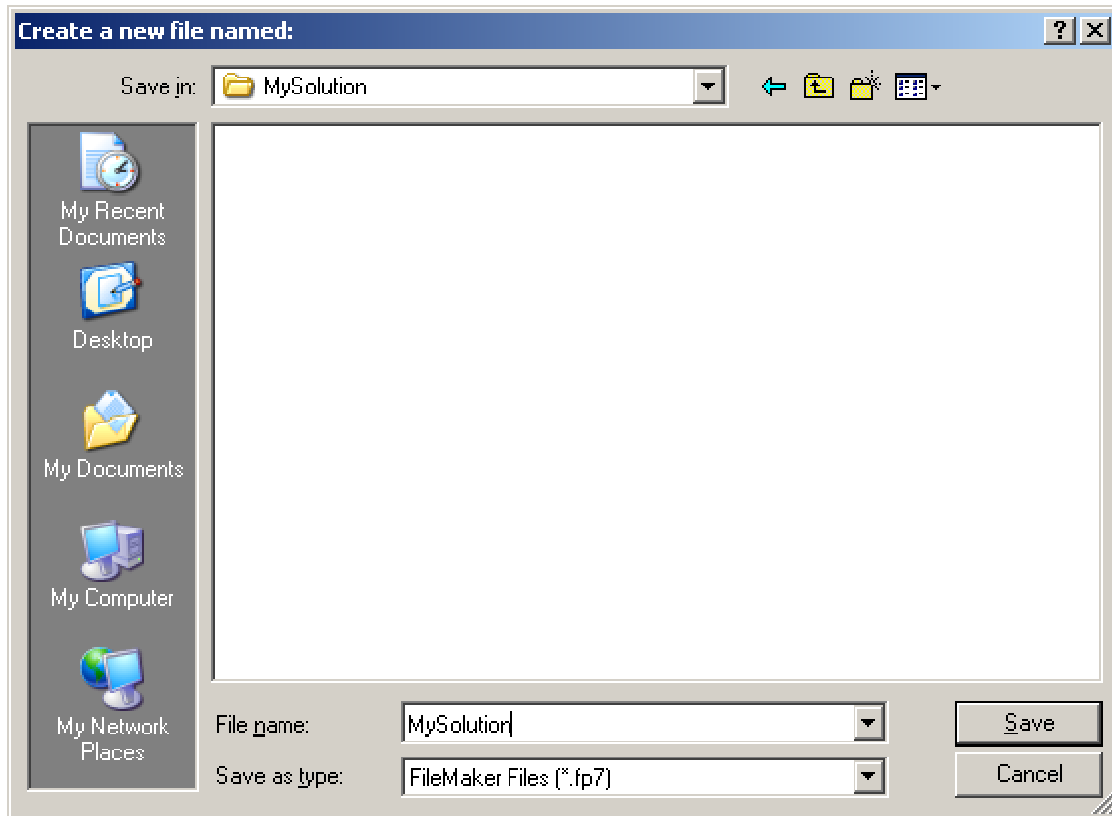 Create a new file named:
?
Save in:
MySolution
My Recent
Documents
Desktop
My Documents
My Computer
My Network
Places
File name:
MySolution
Save
Save as type:
FileMaker Files (*.fp7)
Cancel